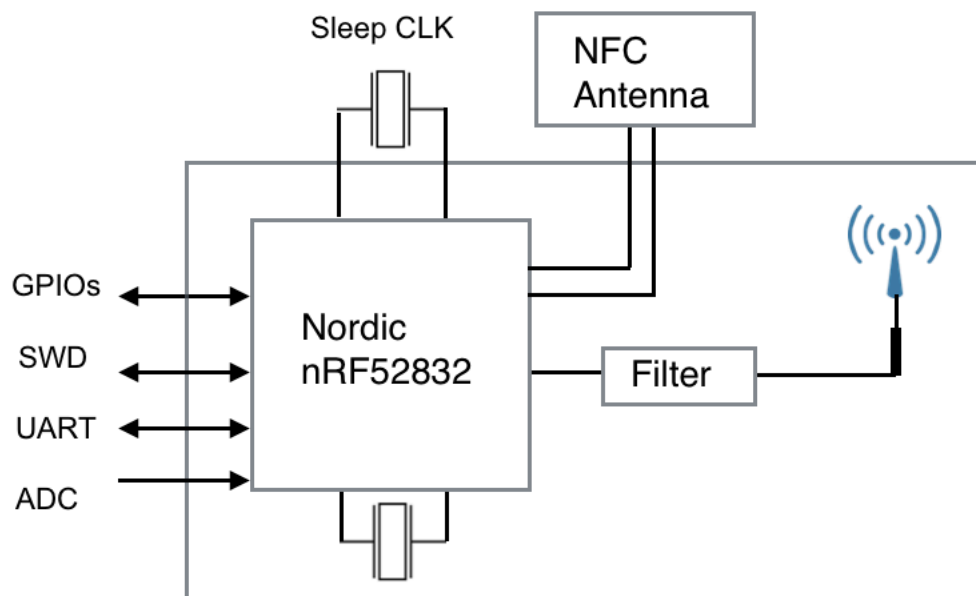 Sleep CLK
NFC
Antenna
GPIOs
SWD
UART
ADC
Nordic
nRF52832
Filter